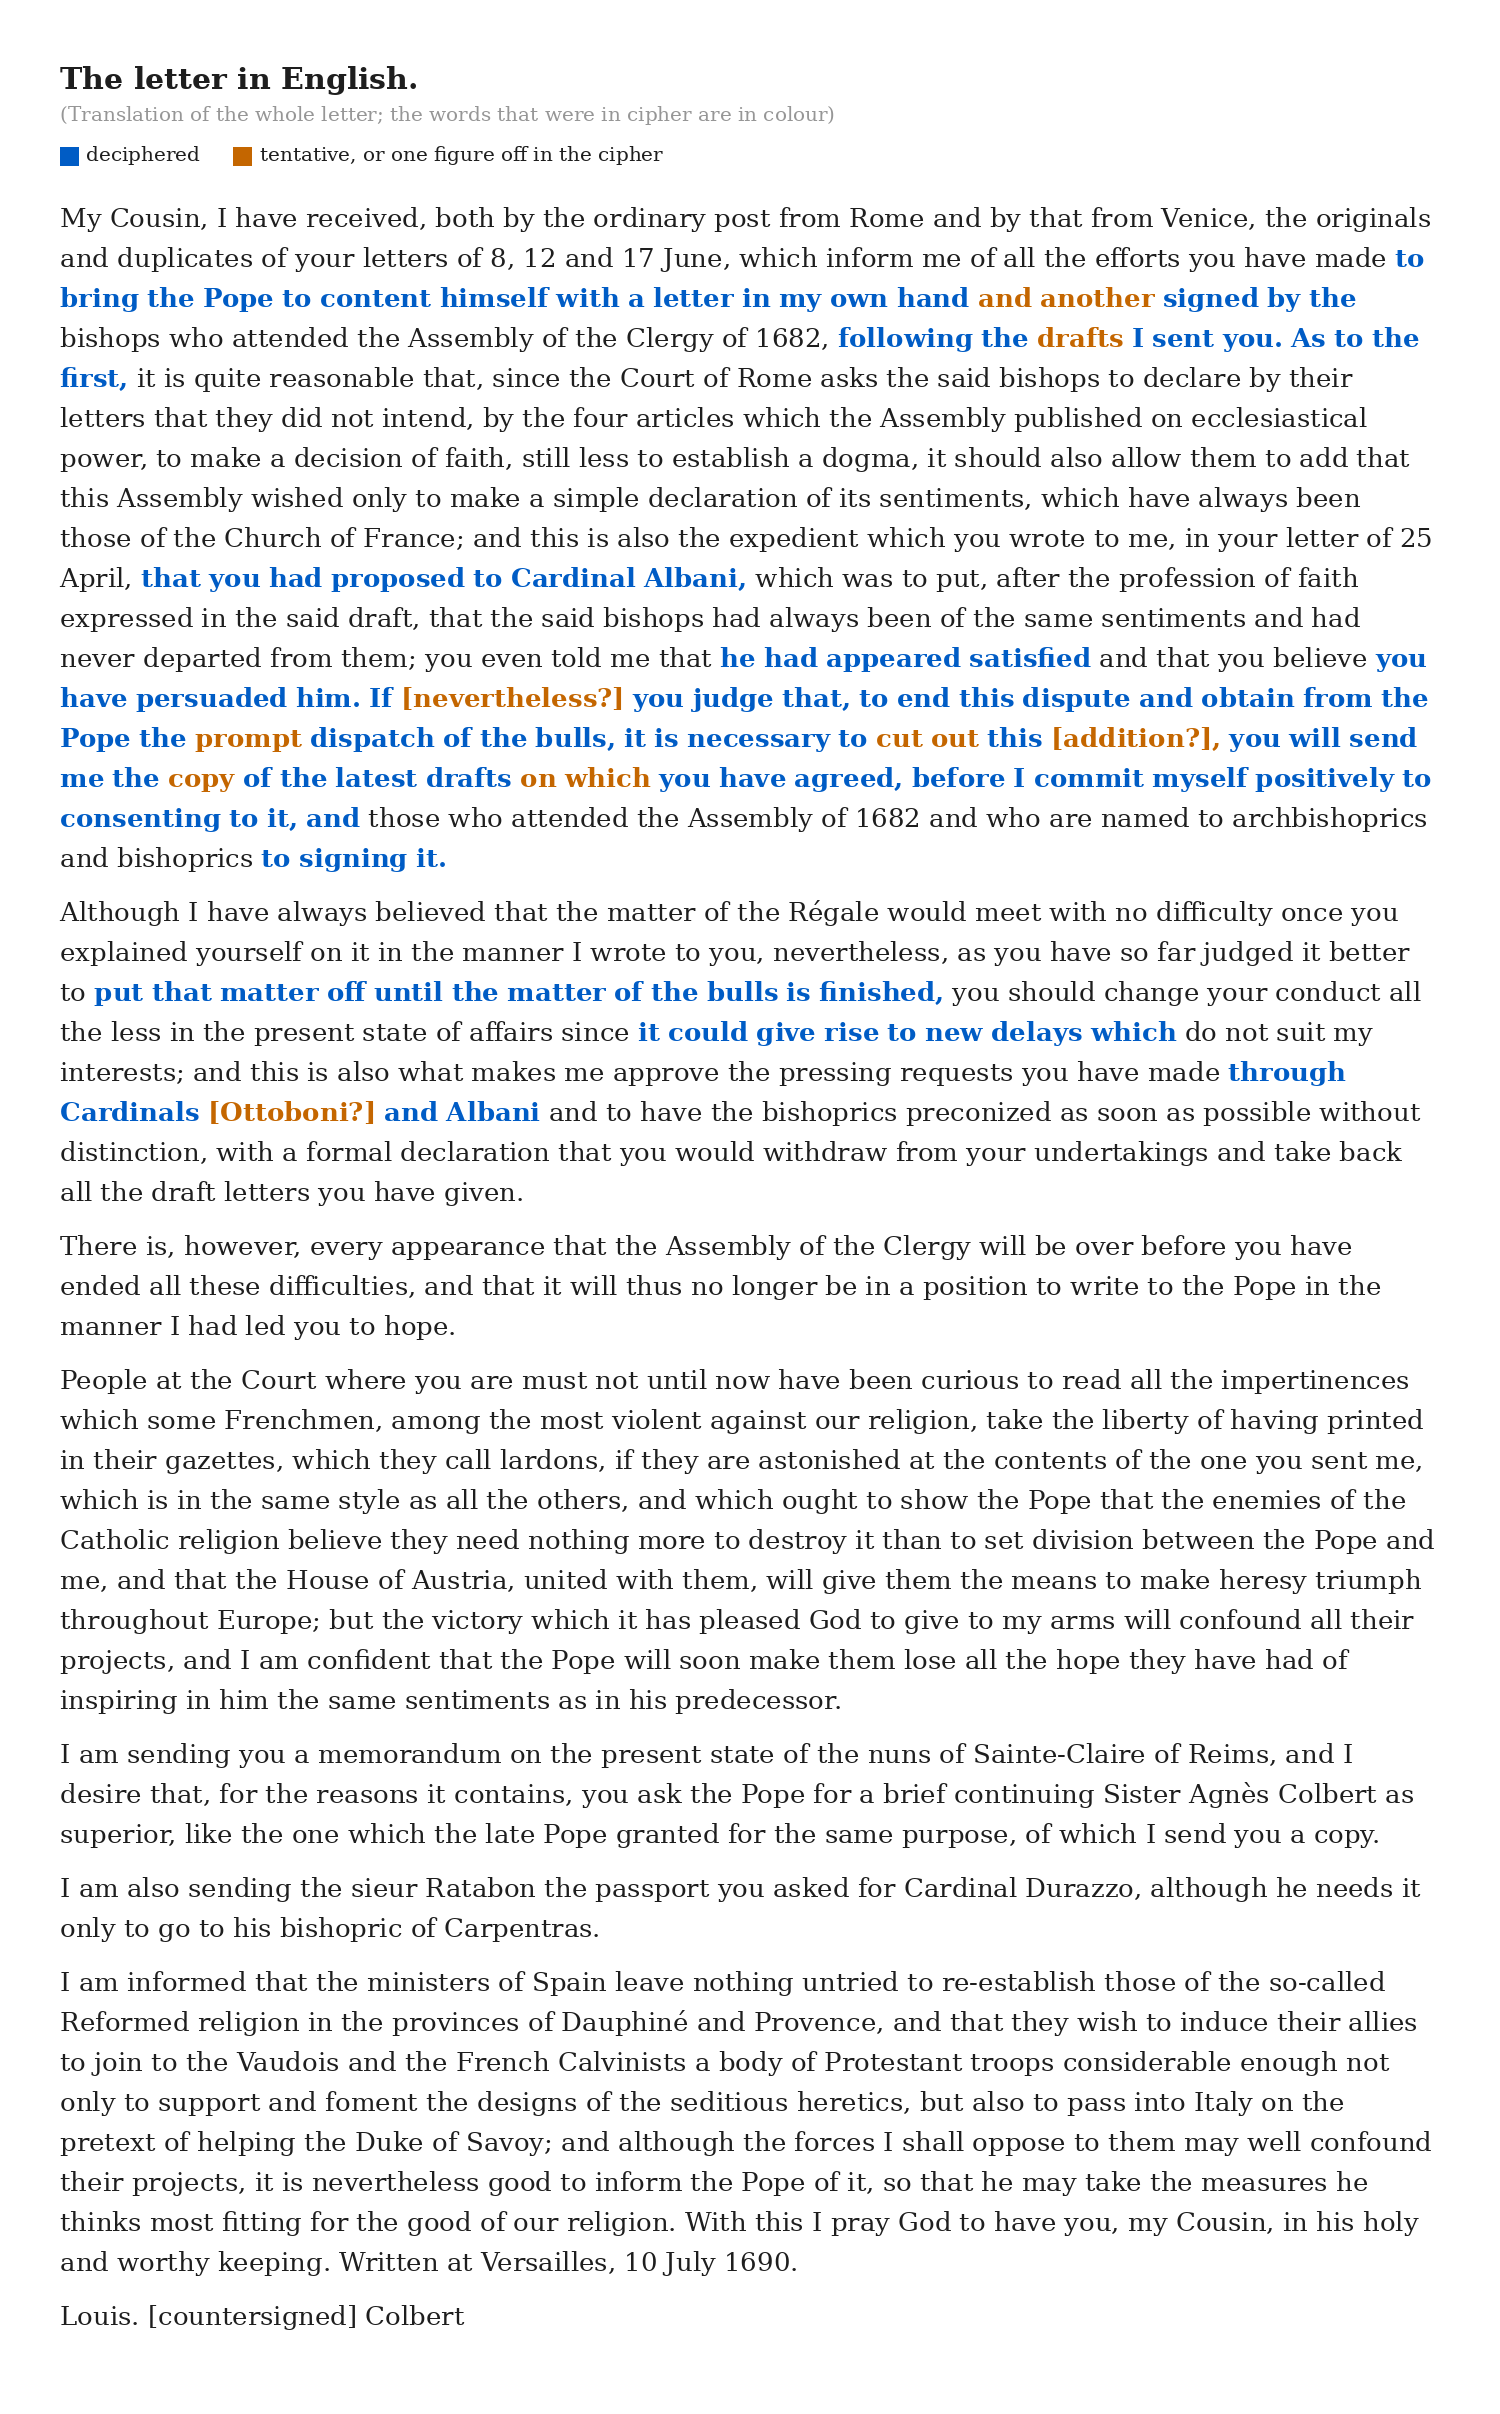 The letter in English.
(Translation of the whole letter; the words that were in cipher are in colour)
deciphered tentative, or one figure off in the cipher
My Cousin, I have received, both by the ordinary post from Rome and by that from Venice, the originals
and duplicates of your letters of 8, 12 and 17 June, which inform me of all the efforts you have made to
bring the Pope to content himself with a letter in my own hand and another signed by the
bishops who attended the Assembly of the Clergy of 1682, following the drafts I sent you. As to the
first, it is quite reasonable that, since the Court of Rome asks the said bishops to declare by their
letters that they did not intend, by the four articles which the Assembly published on ecclesiastical
power, to make a decision of faith, still less to establish a dogma, it should also allow them to add that
this Assembly wished only to make a simple declaration of its sentiments, which have always been
those of the Church of France; and this is also the expedient which you wrote to me, in your letter of 25
April, that you had proposed to Cardinal Albani, which was to put, after the profession of faith
expressed in the said draft, that the said bishops had always been of the same sentiments and had
never departed from them; you even told me that he had appeared satisfied and that you believe you
have persuaded him. If [nevertheless?] you judge that, to end this dispute and obtain from the
Pope the prompt dispatch of the bulls, it is necessary to cut out this [addition?], you will send
me the copy of the latest drafts on which you have agreed, before I commit myself positively to
consenting to it, and those who attended the Assembly of 1682 and who are named to archbishoprics
and bishoprics to signing it.
Although I have always believed that the matter of the Régale would meet with no difficulty once you
explained yourself on it in the manner I wrote to you, nevertheless, as you have so far judged it better
to put that matter off until the matter of the bulls is finished, you should change your conduct all
the less in the present state of affairs since it could give rise to new delays which do not suit my
interests; and this is also what makes me approve the pressing requests you have made through
Cardinals [Ottoboni?] and Albani and to have the bishoprics preconized as soon as possible without
distinction, with a formal declaration that you would withdraw from your undertakings and take back
all the draft letters you have given.
There is, however, every appearance that the Assembly of the Clergy will be over before you have
ended all these difficulties, and that it will thus no longer be in a position to write to the Pope in the
manner I had led you to hope.
People at the Court where you are must not until now have been curious to read all the impertinences
which some Frenchmen, among the most violent against our religion, take the liberty of having printed
in their gazettes, which they call lardons, if they are astonished at the contents of the one you sent me,
which is in the same style as all the others, and which ought to show the Pope that the enemies of the
Catholic religion believe they need nothing more to destroy it than to set division between the Pope and
me, and that the House of Austria, united with them, will give them the means to make heresy triumph
throughout Europe; but the victory which it has pleased God to give to my arms will confound all their
projects, and I am confident that the Pope will soon make them lose all the hope they have had of
inspiring in him the same sentiments as in his predecessor.
I am sending you a memorandum on the present state of the nuns of Sainte-Claire of Reims, and I
desire that, for the reasons it contains, you ask the Pope for a brief continuing Sister Agnès Colbert as
superior, like the one which the late Pope granted for the same purpose, of which I send you a copy.
I am also sending the sieur Ratabon the passport you asked for Cardinal Durazzo, although he needs it
only to go to his bishopric of Carpentras.
I am informed that the ministers of Spain leave nothing untried to re-establish those of the so-called
Reformed religion in the provinces of Dauphiné and Provence, and that they wish to induce their allies
to join to the Vaudois and the French Calvinists a body of Protestant troops considerable enough not
only to support and foment the designs of the seditious heretics, but also to pass into Italy on the
pretext of helping the Duke of Savoy; and although the forces I shall oppose to them may well confound
their projects, it is nevertheless good to inform the Pope of it, so that he may take the measures he
thinks most fitting for the good of our religion. With this I pray God to have you, my Cousin, in his holy
and worthy keeping. Written at Versailles, 10 July 1690.
Louis. [countersigned] Colbert